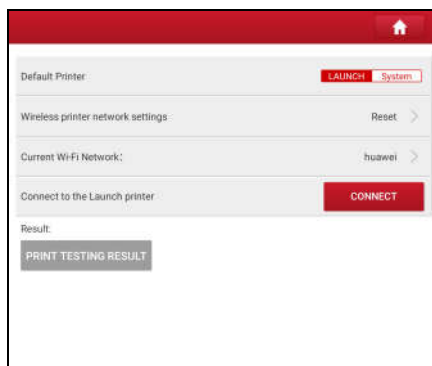 Default Printer LAUNCH System
Wireless printer network settings Reset
Current Wi-Fi Network: huawei
Connect to the Launch printer CONNECT
Result:
PRINT TESTING RESULT